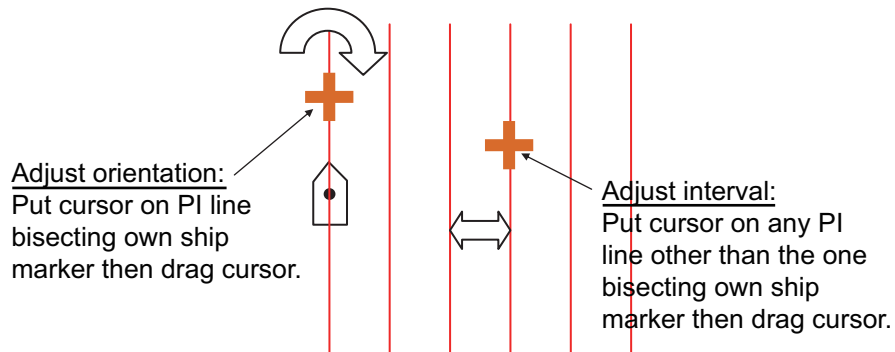 Adjust orientation:
Put cursor on PI line
bisecting own ship
marker then drag cursor.
Adjust interval:
Put cursor on any PI
line other than the one
bisecting own ship
marker then drag cursor.